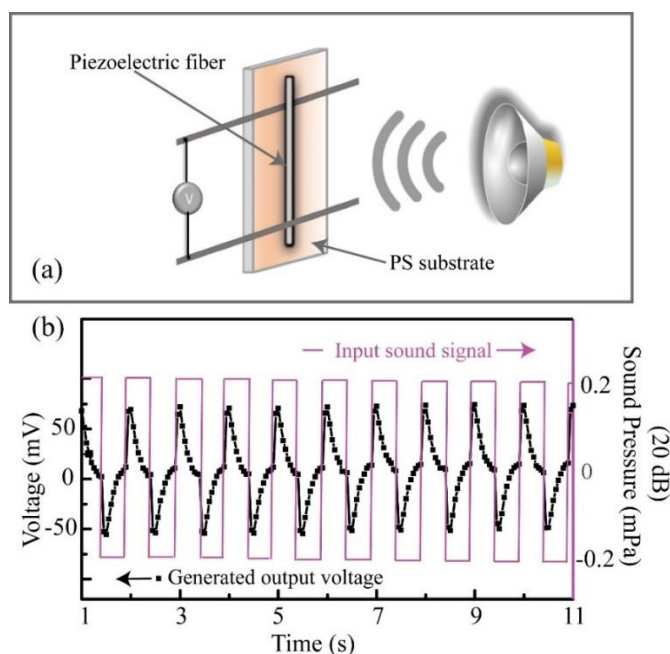 Piezoelectric fiber
V
PS substrate
(a)
(b)
Input sound signal
Voltage (mV)
50
0
-50
0.2
0
-0.2
Sound Pressure (mPa)
(20 dB)
Generated output voltage
1 3 5 7 9 11
Time (s)